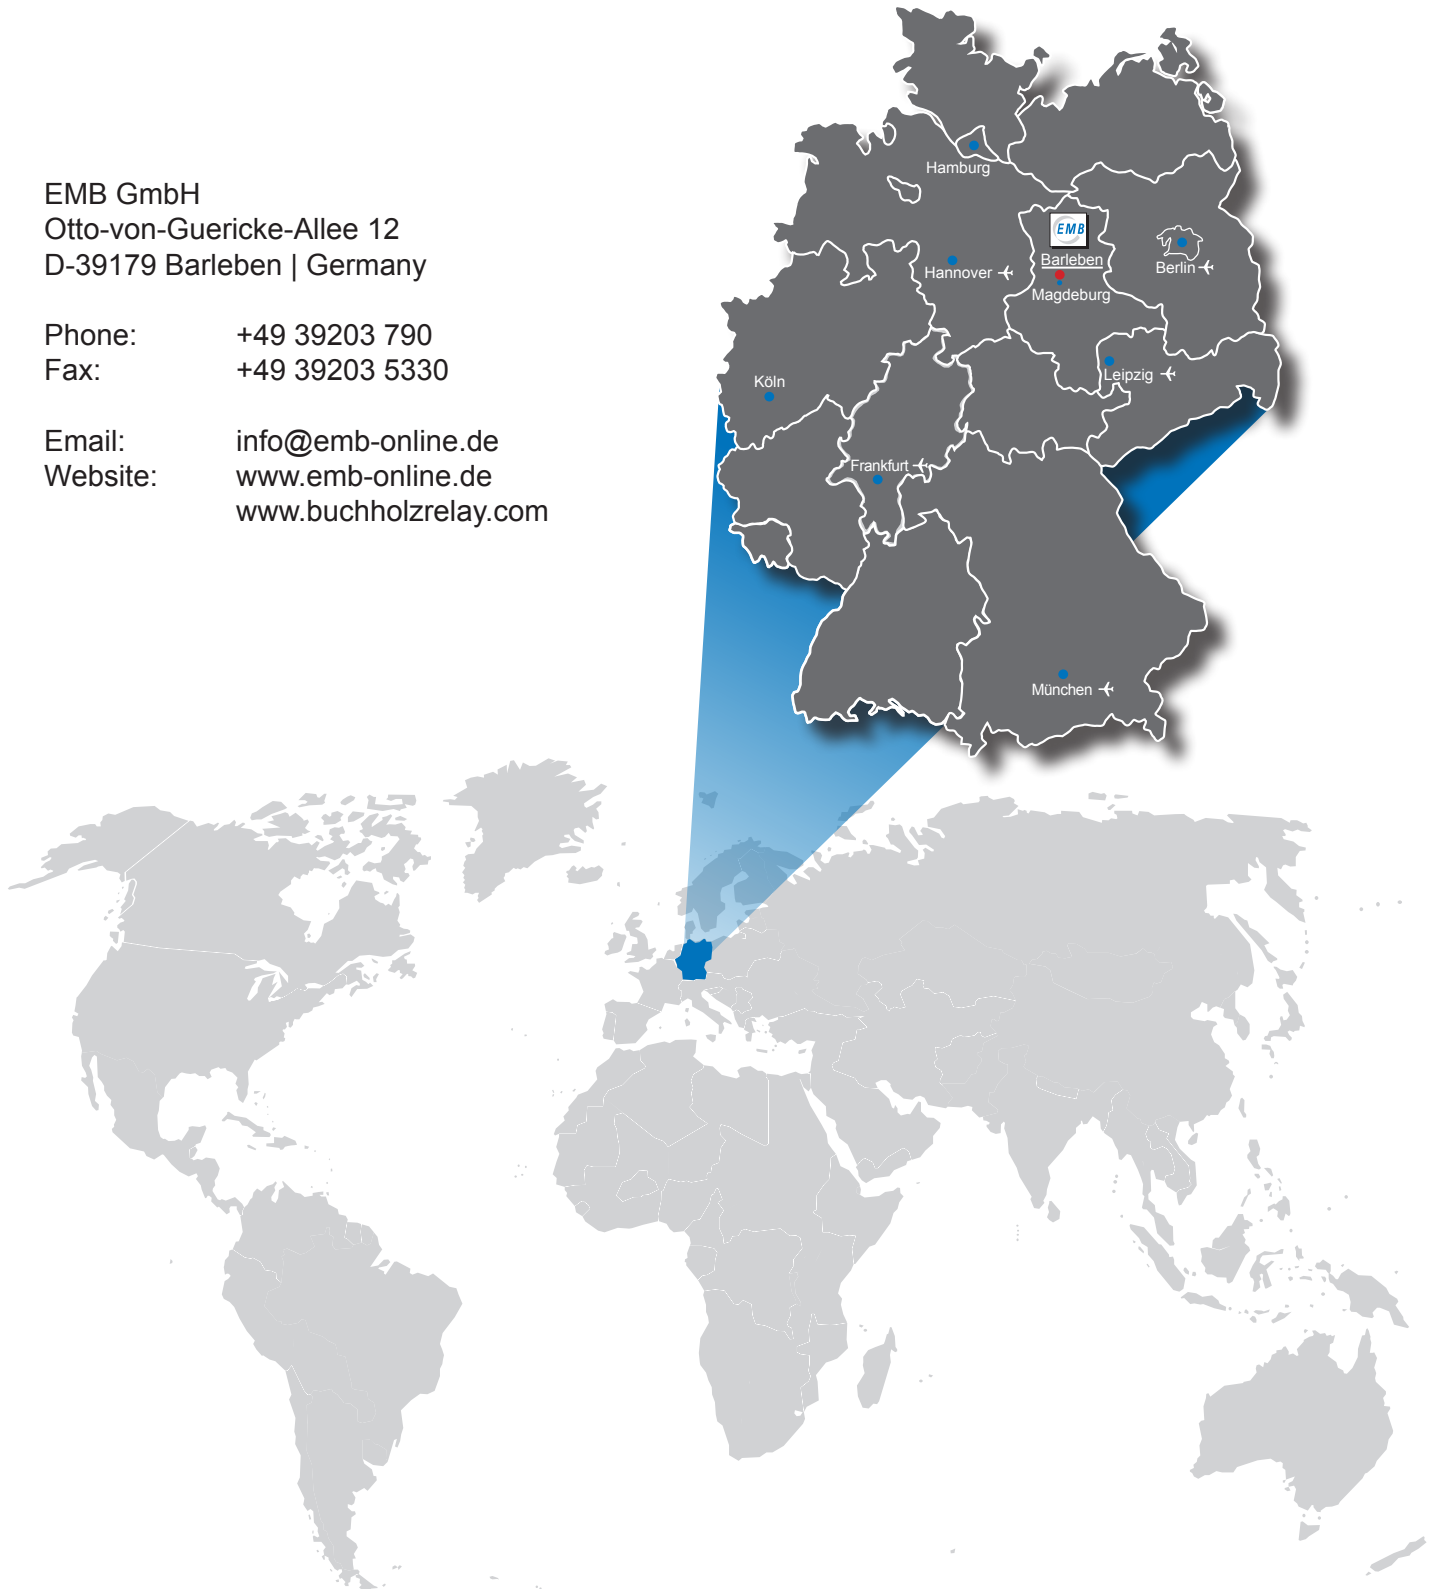 EMB GmbH
Otto-von-Guericke-Allee 12
D-39179 Barleben | Germany
Phone: +49 39203 790
Fax: +49 39203 5330
Email: info@emb-online.de
Website: www.emb-online.de
www.buchholzrelay.com
Hamburg
EMB
Barleben
Hannover
Berlin
Magdeburg
Leipzig
Köln
Frankfurt
München